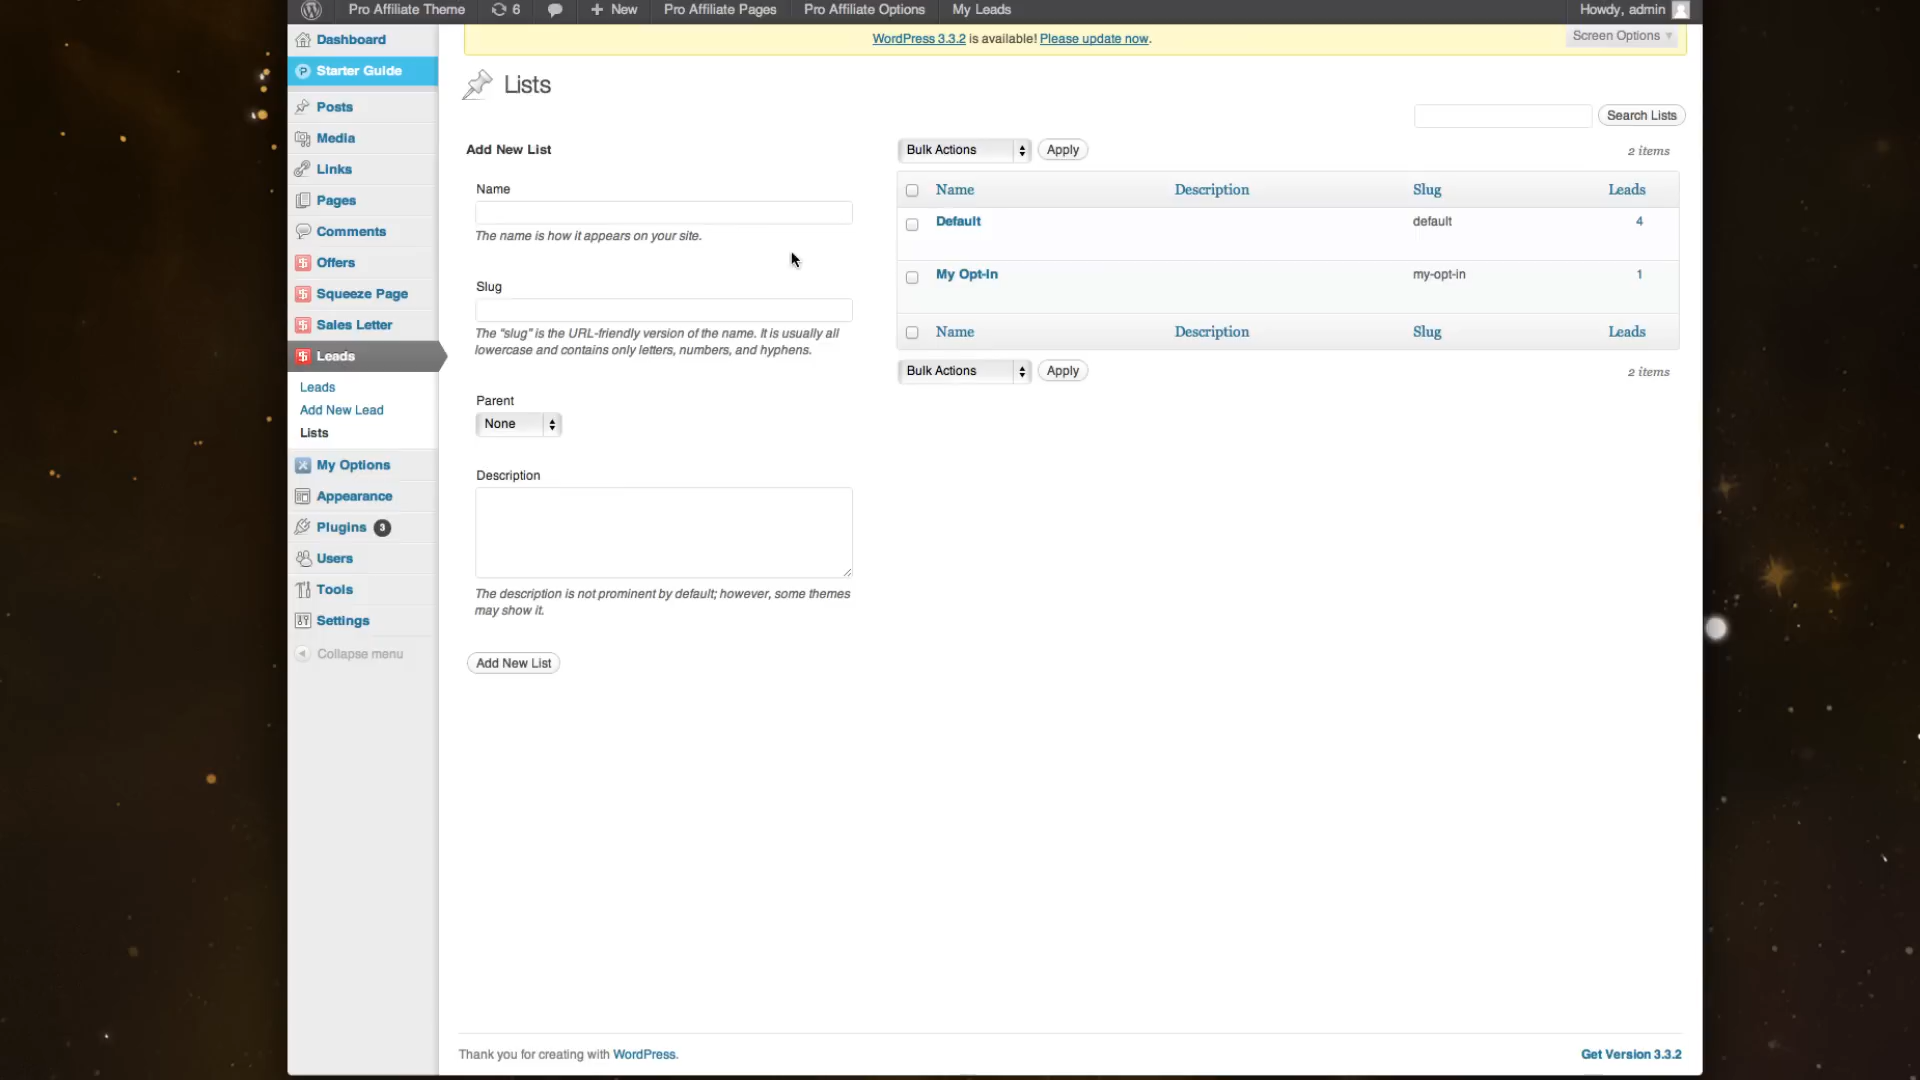 Pro Affiliate Theme 6 New Pro Affiliate Pages Pro Affiliate Options My Leads Howdy, admin
WordPress 3.3.2 is available! Please update now.
Screen Options
Dashboard
Starter Guide
Posts
Media
Links
Pages
Comments
Offers
Squeeze Page
Sales Letter
Leads
Leads
Add New Lead
Lists
My Options
Appearance
Plugins 3
Users
Tools
Settings
Collapse menu
Lists
Search Lists
Add New List
Name
The name is how it appears on your site.
Slug
The “slug” is the URL-friendly version of the name. It is usually all
lowercase and contains only letters, numbers, and hyphens.
Parent
None
Description
The description is not prominent by default; however, some themes
may show it.
Add New List
Bulk Actions Apply 2 items
Name Description Slug Leads
Default default 4
My Opt-In my-opt-in 1
Name Description Slug Leads
Bulk Actions Apply 2 items
Thank you for creating with WordPress.
Get Version 3.3.2